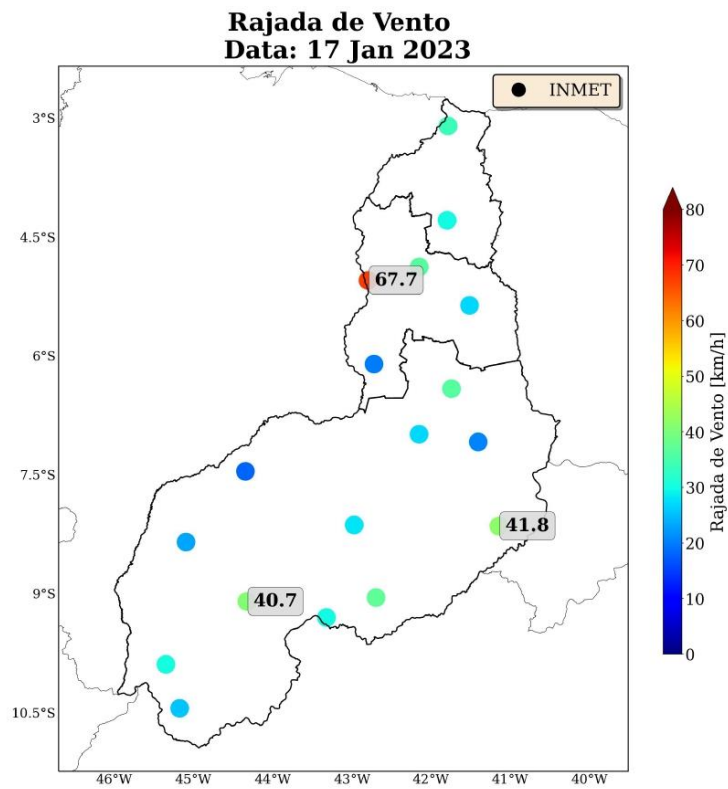 Rajada de Vento
Data: 17 Jan 2023
INMET
3°S
4.5°S
6°S
7.5°S
9°S
10.5°S
67.7
41.8
40.7
46°W
45°W
44°W
43°W
42°W
41°W
40°W
80
70
60
50
40
30
20
10
0
Rajada de Vento [km/h]